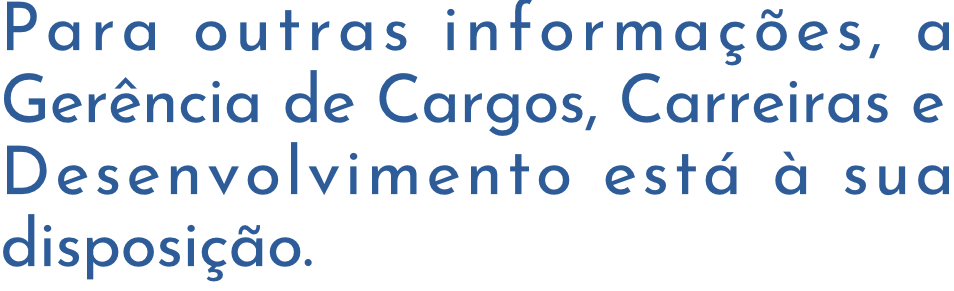 Para outras informações, a
Gerência de Cargos, Carreiras e
Desenvolvimento está à sua
disposição.